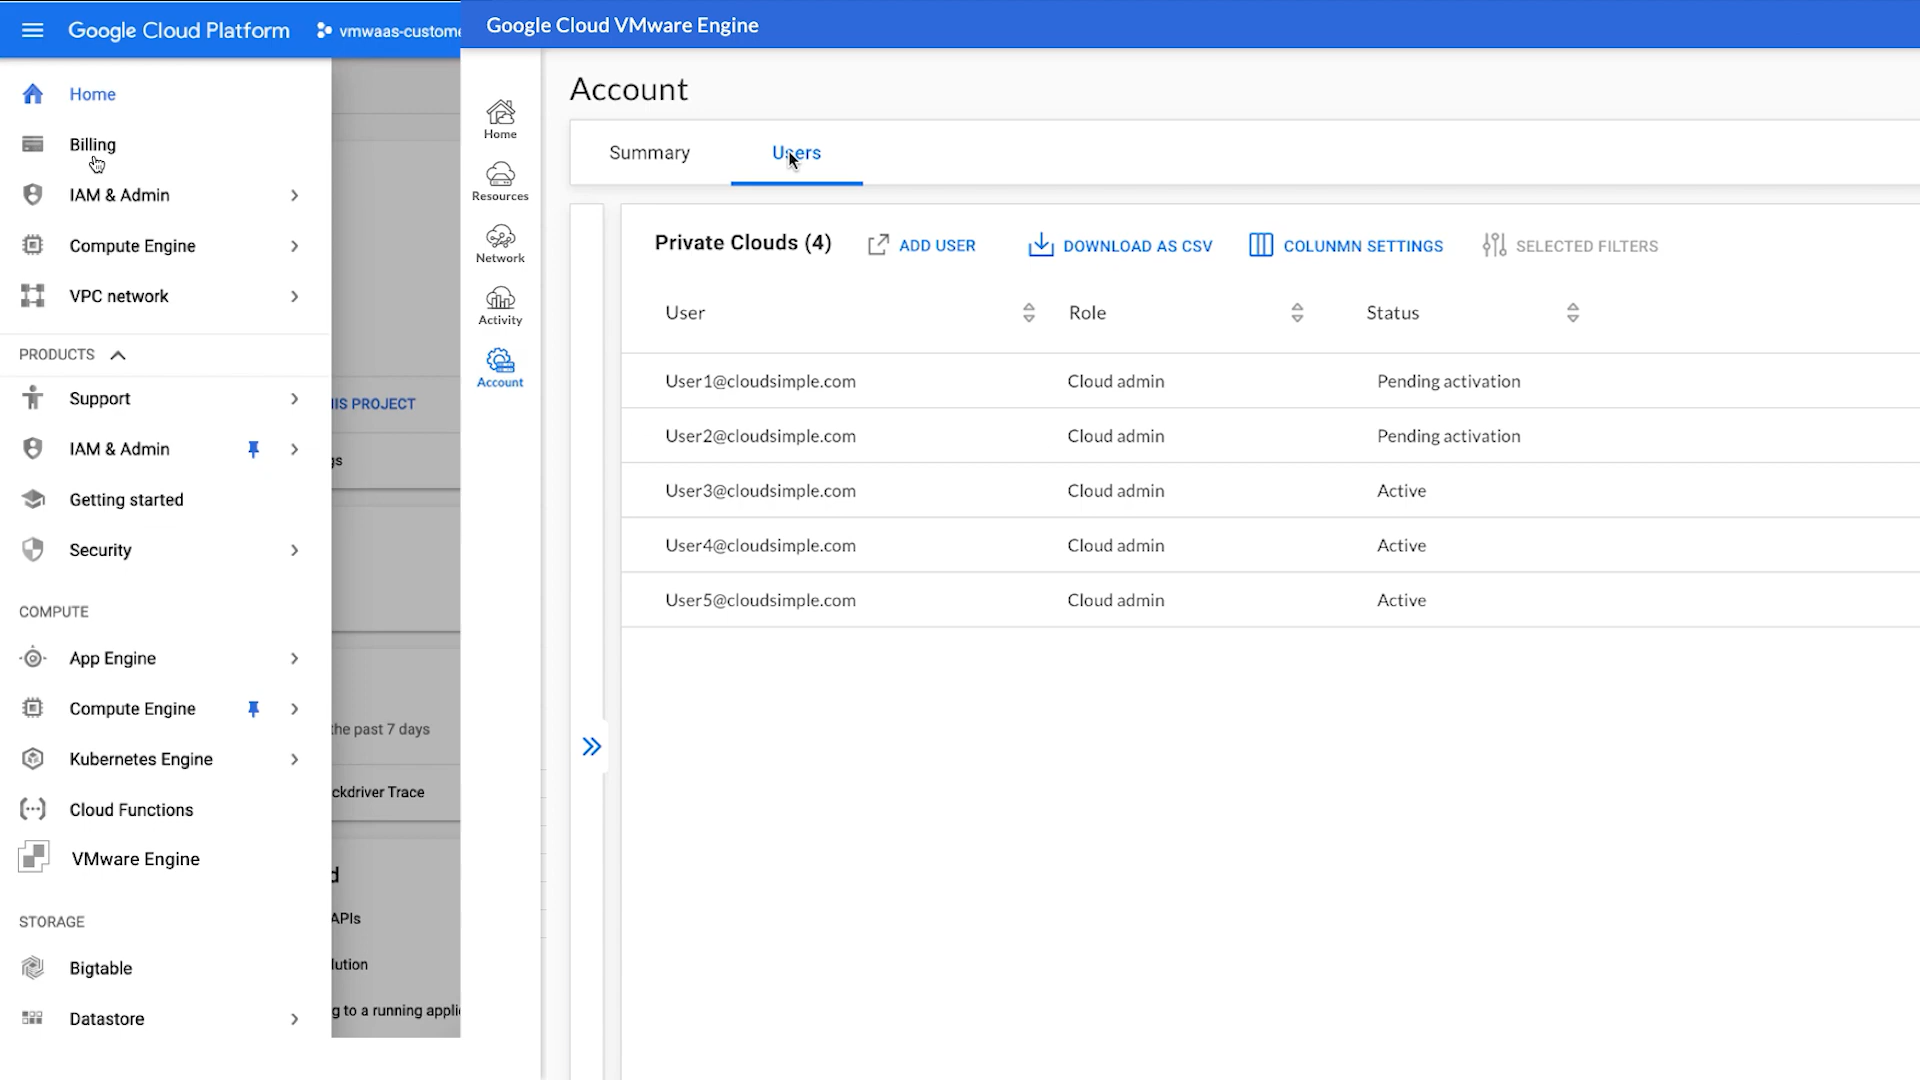 Google Cloud Platform
vmwaas-custome
Home
Billing
IAM & Admin
Compute Engine
VPC network
PRODUCTS
Support
IAM & Admin
Getting started
Security
COMPUTE
App Engine
Compute Engine
Kubernetes Engine
Cloud Functions
VMware Engine
STORAGE
Bigtable
Datastore
IS PROJECT
gs
the past 7 days
ckdriver Trace
d
APIs
lution
g to a running appli
Google Cloud VMware Engine
Home
Resources
Network
Activity
Account
Account
Summary
Users
Private Clouds (4)
ADD USER
DOWNLOAD AS CSV
COLUNMN SETTINGS
SELECTED FILTERS
User Role Status
User1@cloudsimple.com Cloud admin Pending activation
User2@cloudsimple.com Cloud admin Pending activation
User3@cloudsimple.com Cloud admin Active
User4@cloudsimple.com Cloud admin Active
User5@cloudsimple.com Cloud admin Active